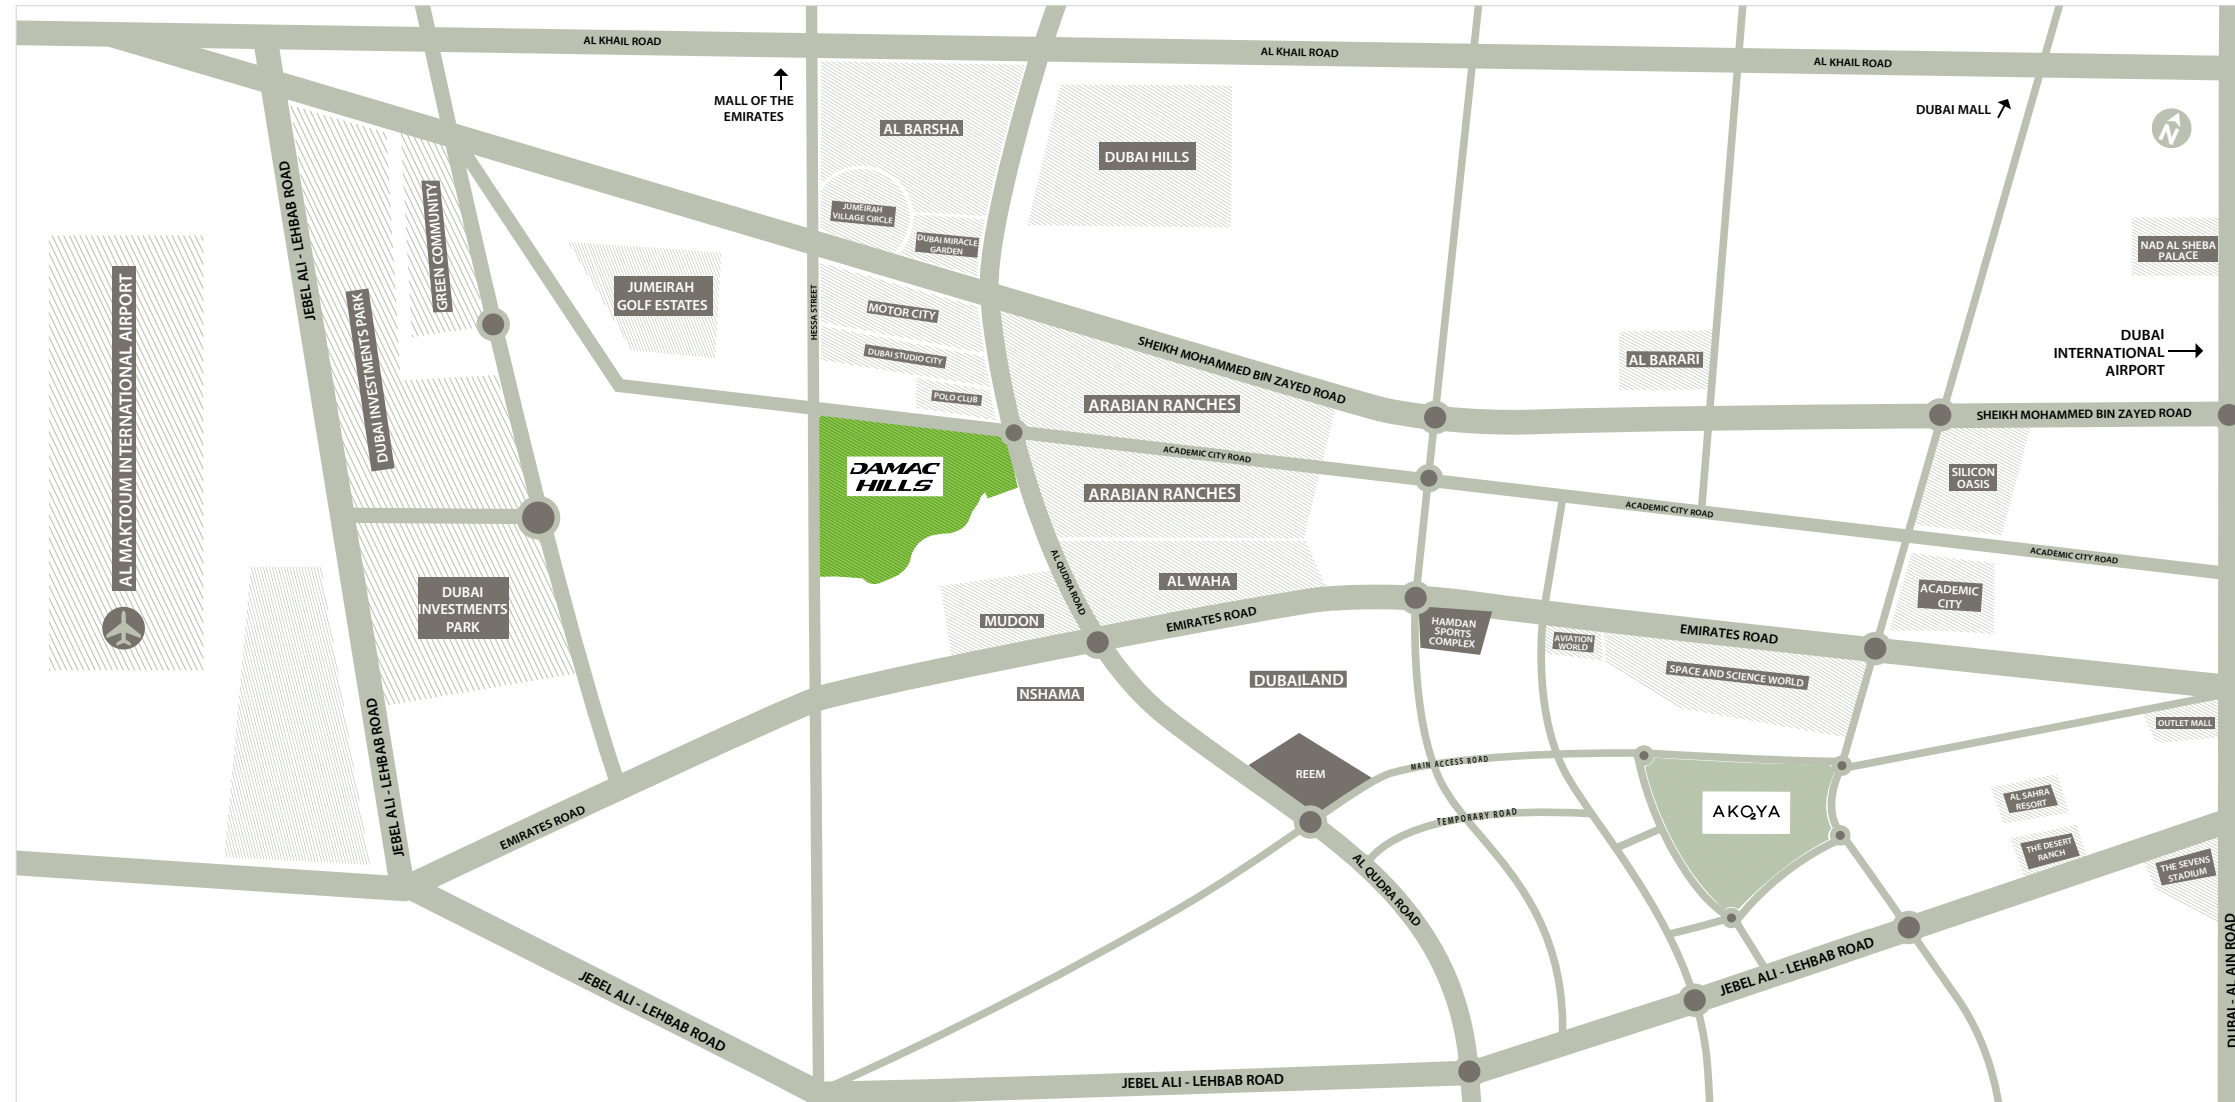 AL KHAIL ROAD
AL KHAIL ROAD
AL KHAIL ROAD
MALL OF THE
EMIRATES
DUBAI MALL
N
AL BARSHA
DUBAI HILLS
JEBEL ALI - LEHBAB ROAD
GREEN COMMUNITY
JUMEIRAH
VILLAGE CIRCLE
DUBAI MIRACLE
GARDEN
NAD AL SHEBA
PALACE
AL MAKTOUM INTERNATIONAL AIRPORT
DUBAI INVESTMENTS PARK
JUMEIRAH
GOLF ESTATES
HESSA STREET
MOTOR CITY
DUBAI STUDIO CITY
POLO CLUB
SHEIKH MOHAMMED BIN ZAYED ROAD
AL BARARI
DUBAI
INTERNATIONAL
AIRPORT
ARABIAN RANCHES
SHEIKH MOHAMMED BIN ZAYED ROAD
ACADEMIC CITY ROAD
DAMAC
HILLS
ARABIAN RANCHES
SILICON
OASIS
ACADEMIC CITY ROAD
ACADEMIC CITY ROAD
AL QUDRA ROAD
AL WAHA
ACADEMIC
CITY
DUBAI
INVESTMENTS
PARK
MUDON
EMIRATES ROAD
HAMDAN
SPORTS
COMPLEX
AVIATION
WORLD
EMIRATES ROAD
SPACE AND SCIENCE WORLD
NSHAMA
DUBAILAND
OUTLET MALL
JEBEL ALI - LEHBAB ROAD
REEM
MAIN ACCESS ROAD
TEMPORARY ROAD
AKO2YA
AL SAHRA
RESORT
EMIRATES ROAD
THE DESERT
RANCH
THE SEVENS
STADIUM
AL QUDRA ROAD
JEBEL ALI - LEHBAB ROAD
JEBEL ALI - LEHBAB ROAD
DUBAI - AL AIN ROAD
JEBEL ALI - LEHBAB ROAD